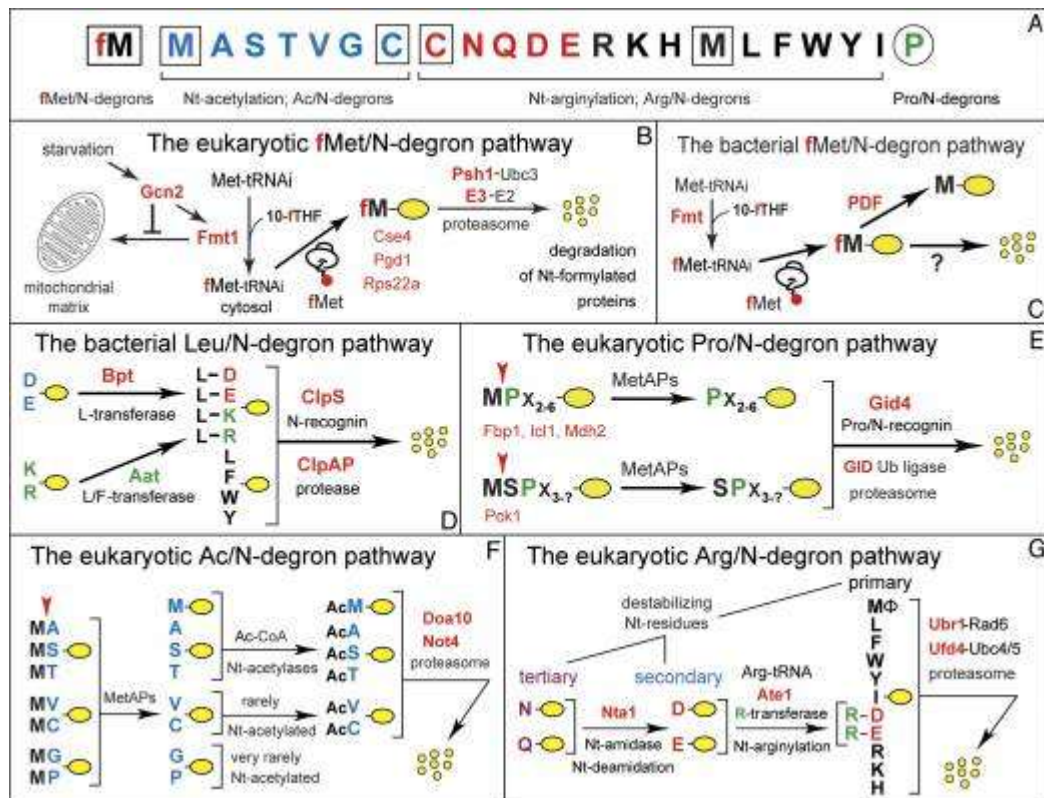 A
fM M A S T V G C C N Q D E R K H M L F W Y I P
fMet/N-degrons Nt-acetylation; Ac/N-degrons Nt-arginylation; Arg/N-degrons Pro/N-degrons
The eukaryotic fMet/N-degron pathway B
starvation
Gcn2
Fmt1
mitochondrial
matrix
Met-tRNAi
10-fTHF
fMet-tRNAi
cytosol
fMet
fM
Cse4
Pgd1
Rps22a
Psh1-Ubc3
E3-E2
proteasome
degradation
of Nt-formylated
proteins
The bacterial fMet/N-degron pathway
Met-tRNAi
Fmt 10-fTHF
fMet-tRNAi
fMet
fM
PDF
M
?
C
The bacterial Leu/N-degron pathway
D
E
Bpt
L-transferase
K
R
Aat
L/F-transferase
L-D
L-E
L-K
L-R
L
F
W
Y
ClpS
N-recognin
ClpAP
protease
D
The eukaryotic Pro/N-degron pathway E
MPX2-6
MetAPs
PX2-6
Fbp1, Icl1, Mdh2
MSPX3-?
MetAPs
SPX3-?
Pck1
Gid4
Pro/N-recognin
GID Ub ligase
proteasome
The eukaryotic Ac/N-degron pathway F
MA
MS
MT
MV
MC
MG
MP
MetAPs
M
A
S
T
V
C
G
P
Ac-CoA
Nt-acetylases
rarely
Nt-acetylated
very rarely
Nt-acetylated
AcM
AcA
AcS
AcT
AcV
AcC
Doa10
Not4
proteasome
The eukaryotic Arg/N-degron pathway G
primary
destabilizing
Nt-residues
tertiary
secondary
N
Q
Nta1
Nt-amidase
Nt-deamidation
D
E
Arg-tRNA
Ate1
R-transferase
Nt-arginylation
MΦ
L
F
W
Y
I
R-D
R-E
R
K
H
Ubr1-Rad6
Ufd4-Ubc4/5
proteasome